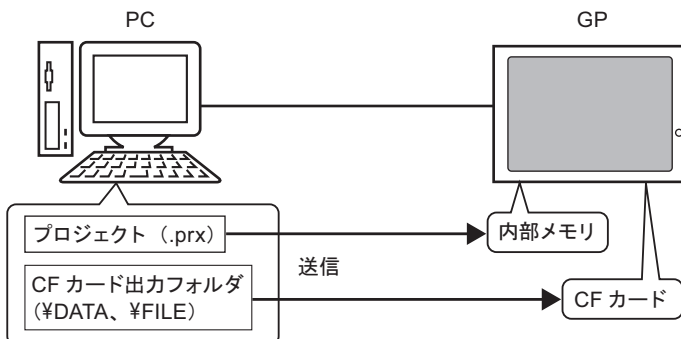 PC
GP
プロジェクト（.prx）
内部メモリ
送信
CF カード出力フォルダ
（¥DATA、¥FILE）
CF カード